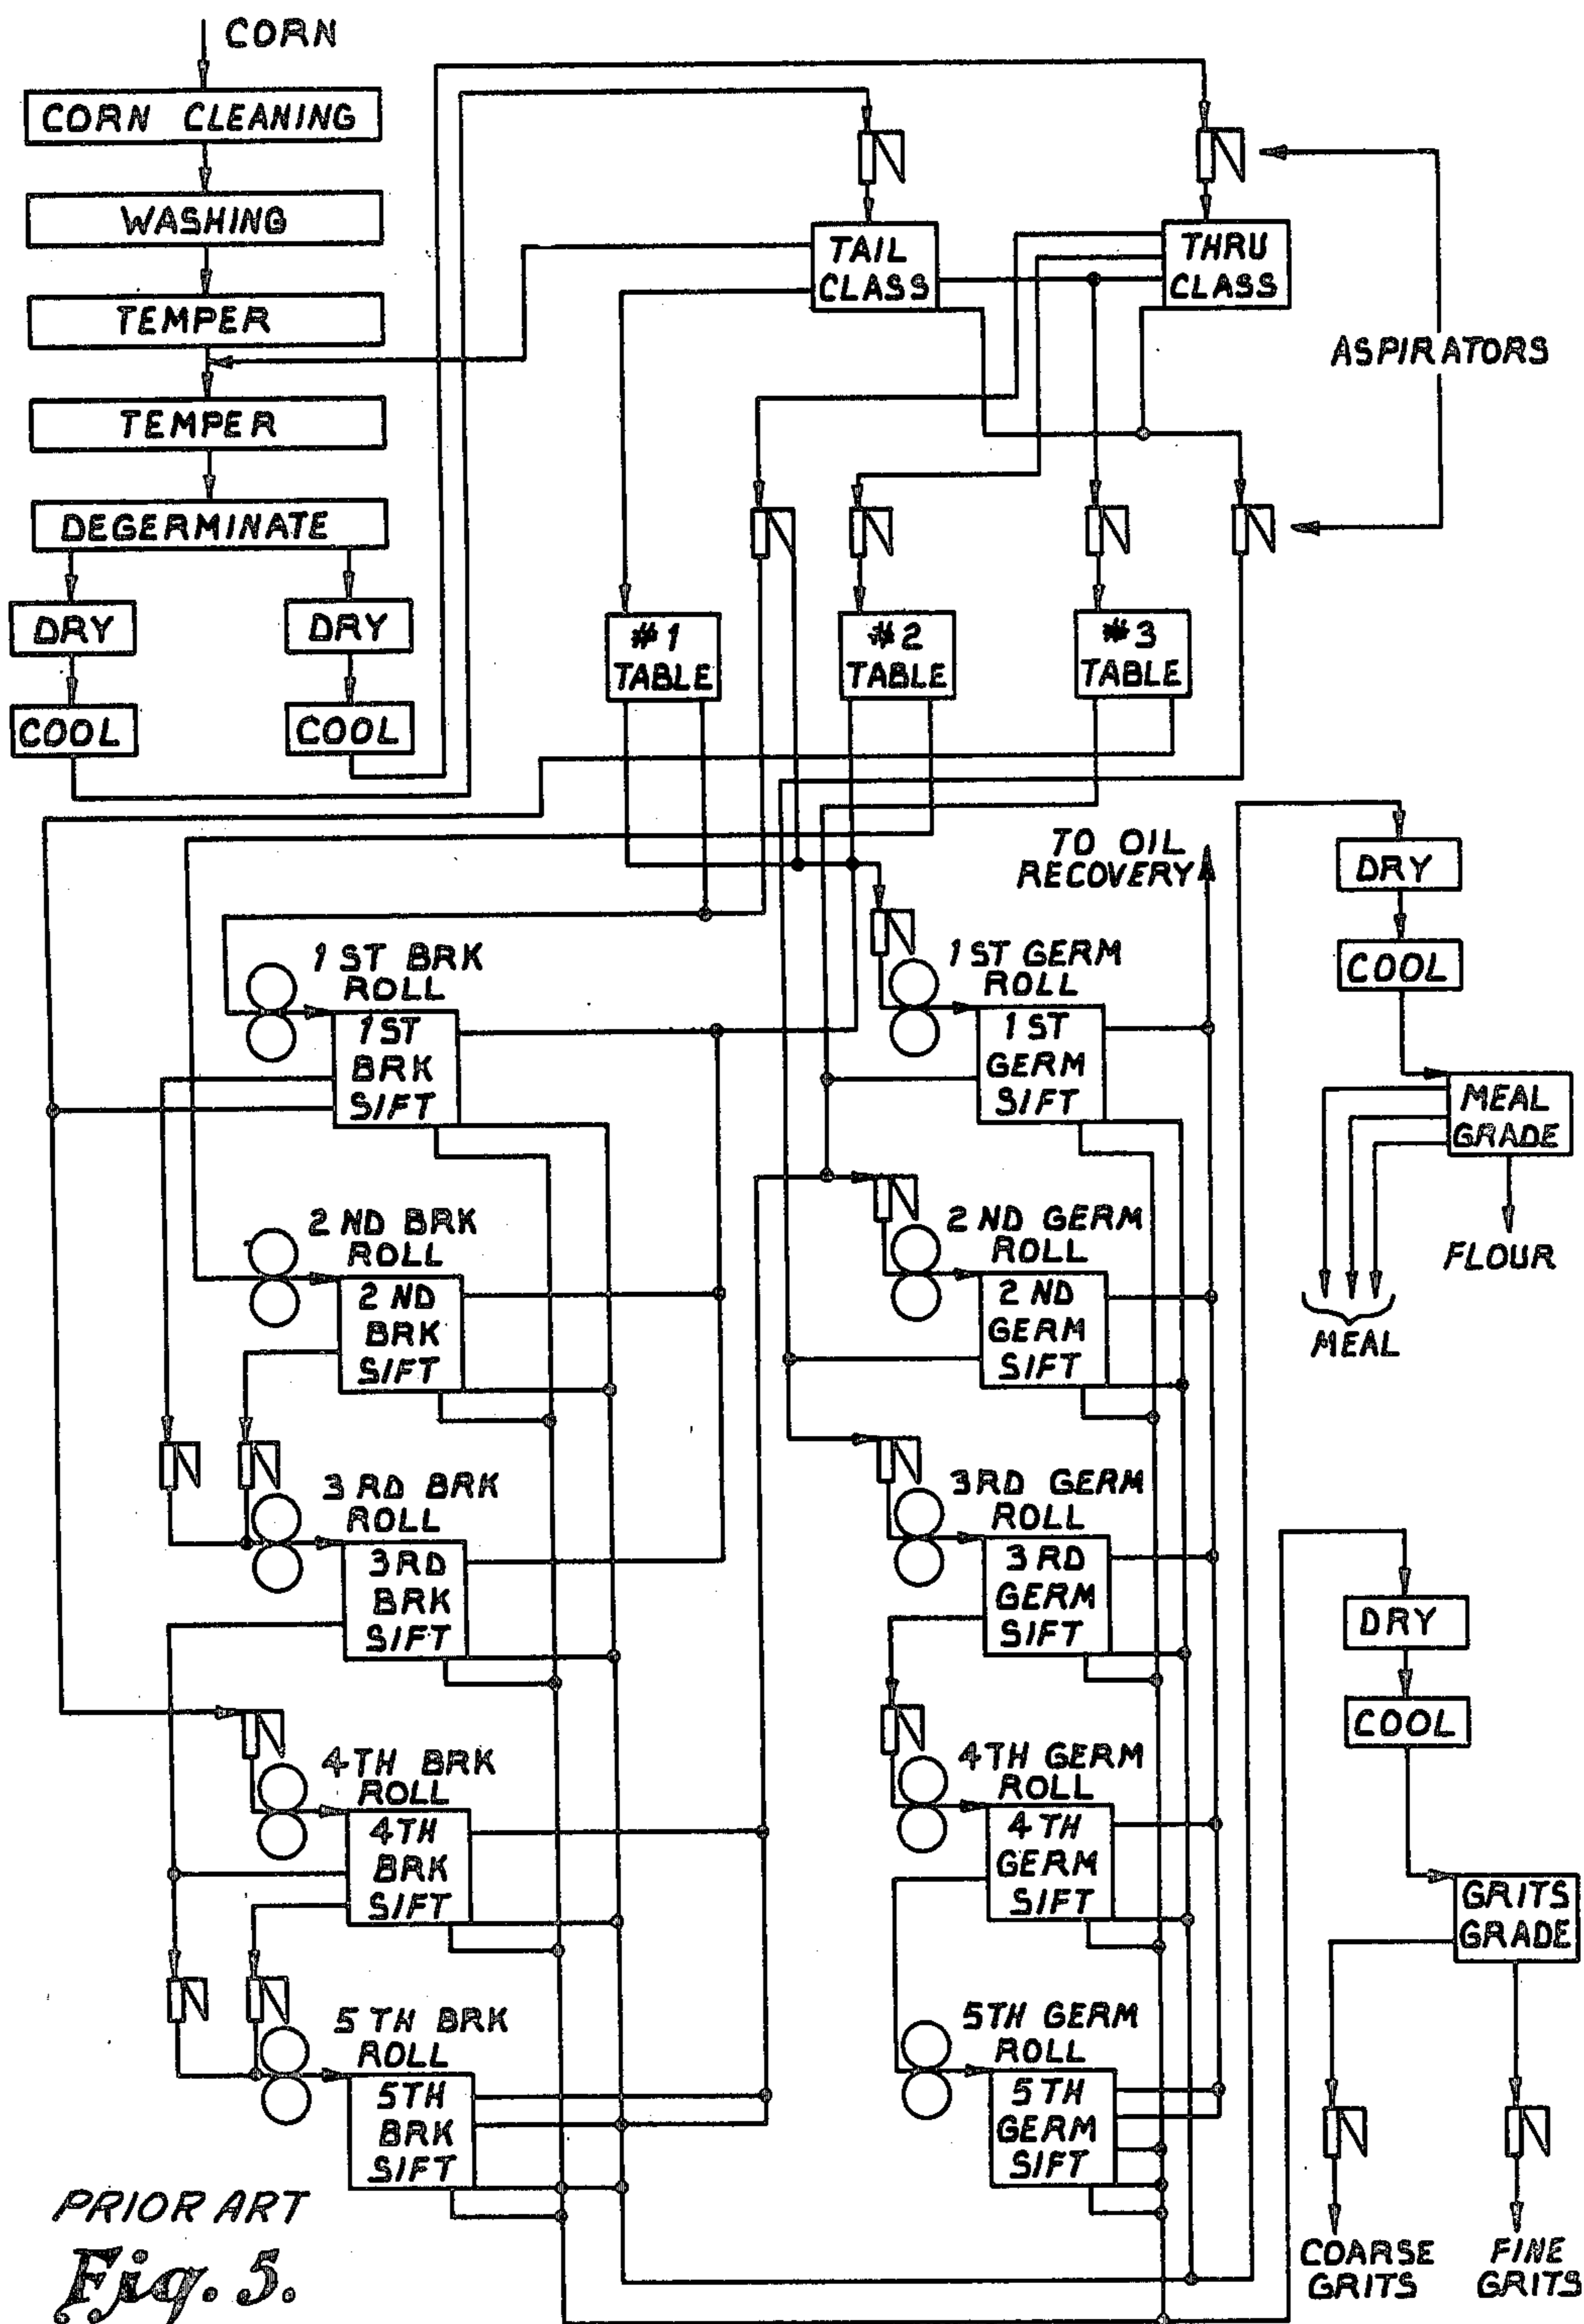 CORN
CORN CLEANING
WASHING
TEMPER
TEMPER
DEGERMINATE
DRY
DRY
COOL
COOL
TAIL
CLASS
THRU
CLASS
ASPIRATORS
#1
TABLE
#2
TABLE
#3
TABLE
TO OIL
RECOVERY
DRY
COOL
MEAL
GRADE
FLOUR
MEAL
1ST BRK
ROLL
1ST
BRK
SIFT
1ST GERM
ROLL
1ST
GERM
SIFT
2ND BRK
ROLL
2ND
BRK
SIFT
2ND GERM
ROLL
2ND
GERM
SIFT
3RD BRK
ROLL
3RD
BRK
SIFT
3RD GERM
ROLL
3RD
GERM
SIFT
4TH BRK
ROLL
4TH
BRK
SIFT
4TH GERM
ROLL
4TH
GERM
SIFT
5TH BRK
ROLL
5TH
BRK
SIFT
5TH GERM
ROLL
5TH
GERM
SIFT
DRY
COOL
GRITS
GRADE
COARSE
GRITS
FINE
GRITS
PRIOR ART
Fig. 5.